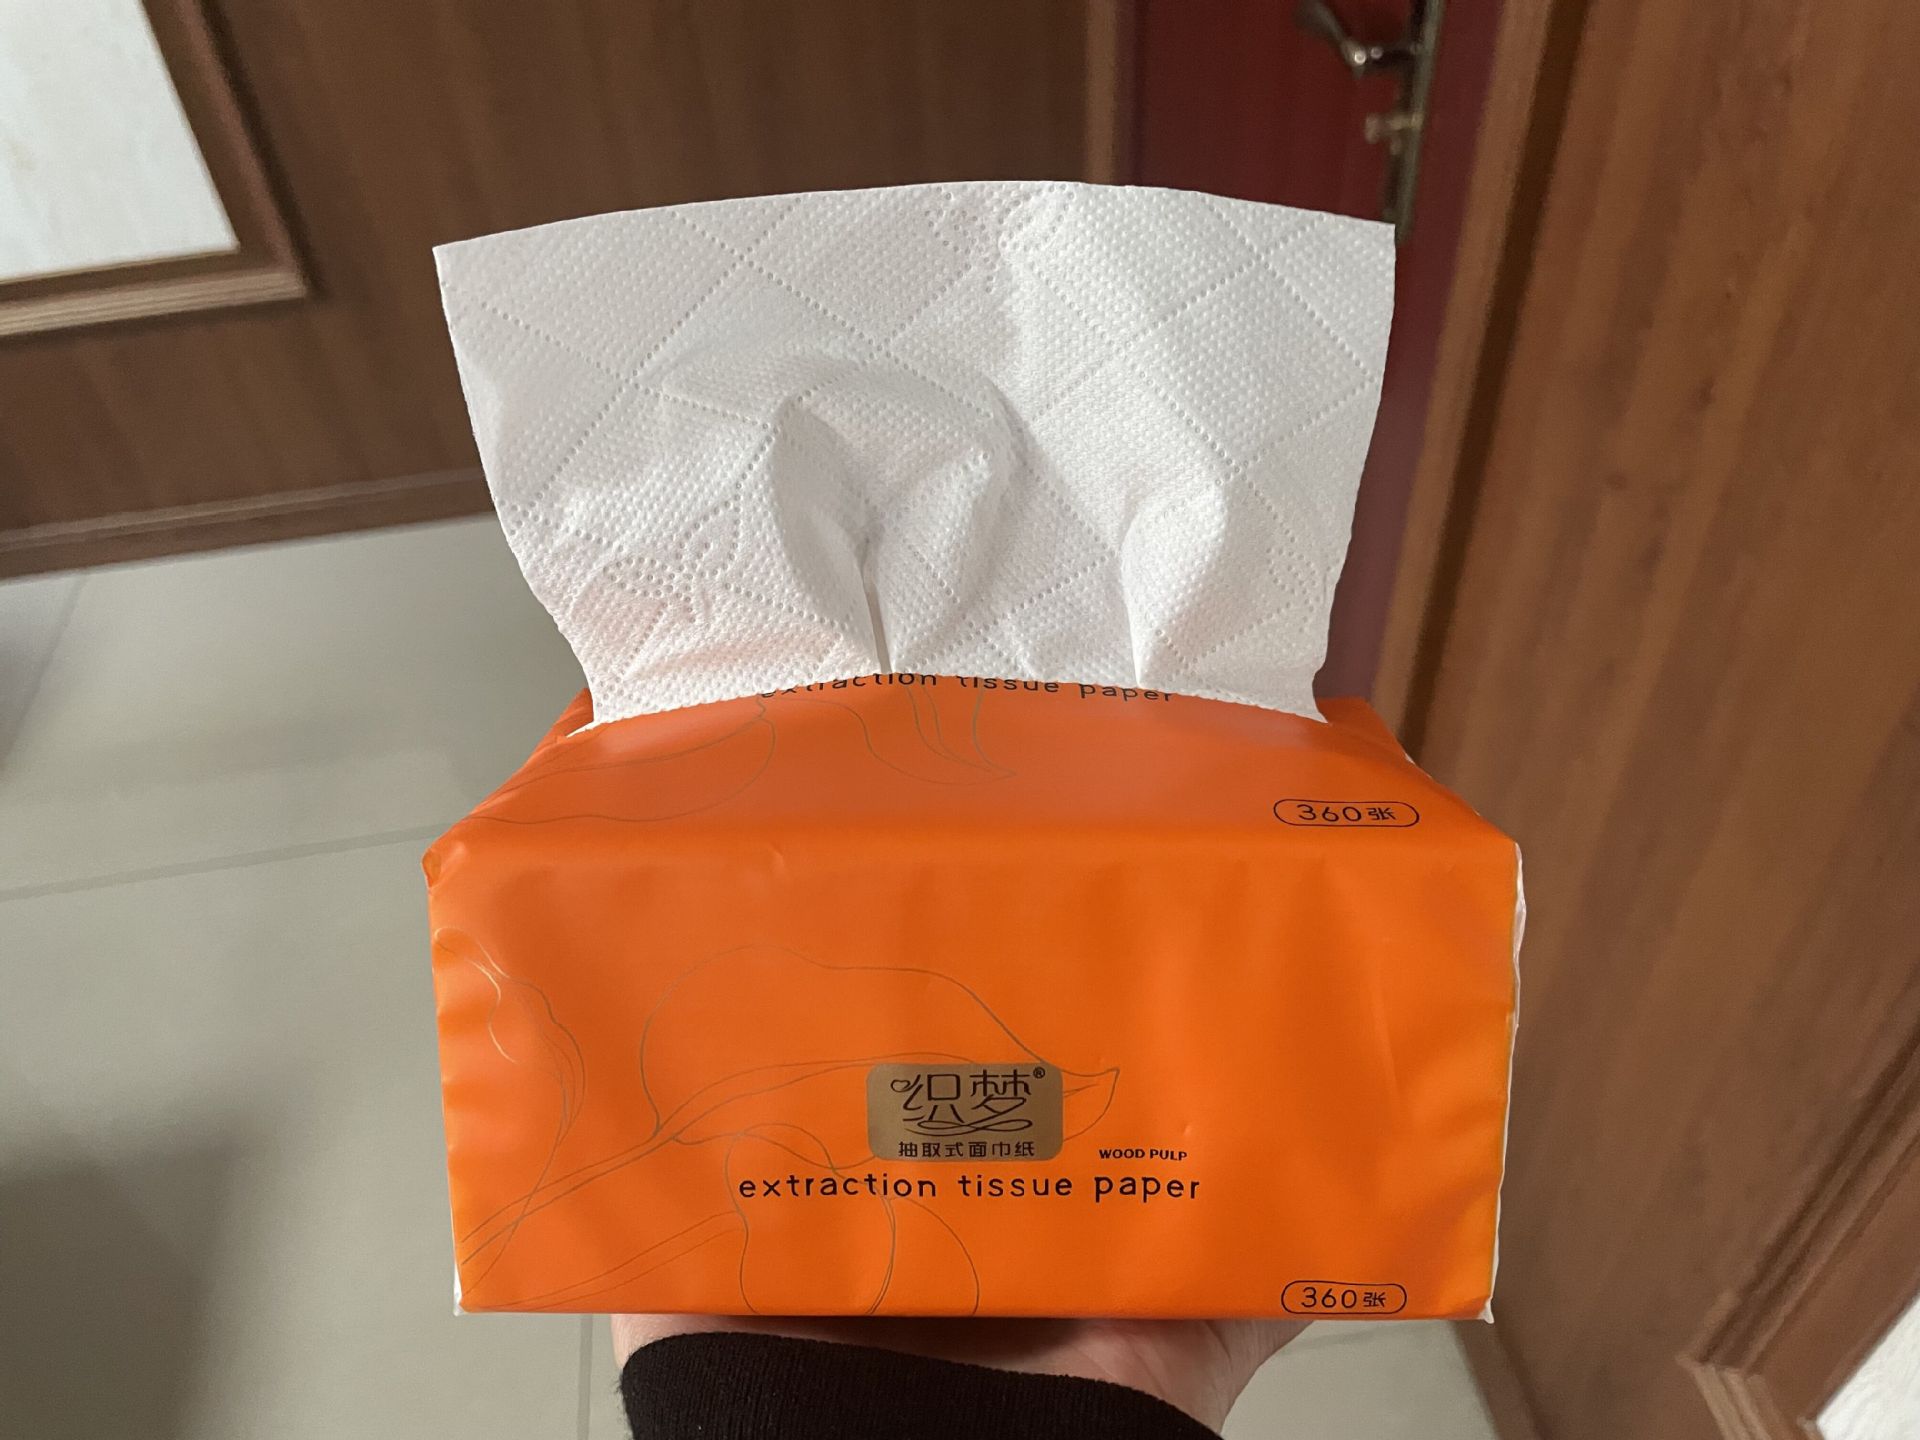 extraction tissue paper
360张
织梦®
抽取式面巾纸
WOOD PULP
extraction tissue paper
360张